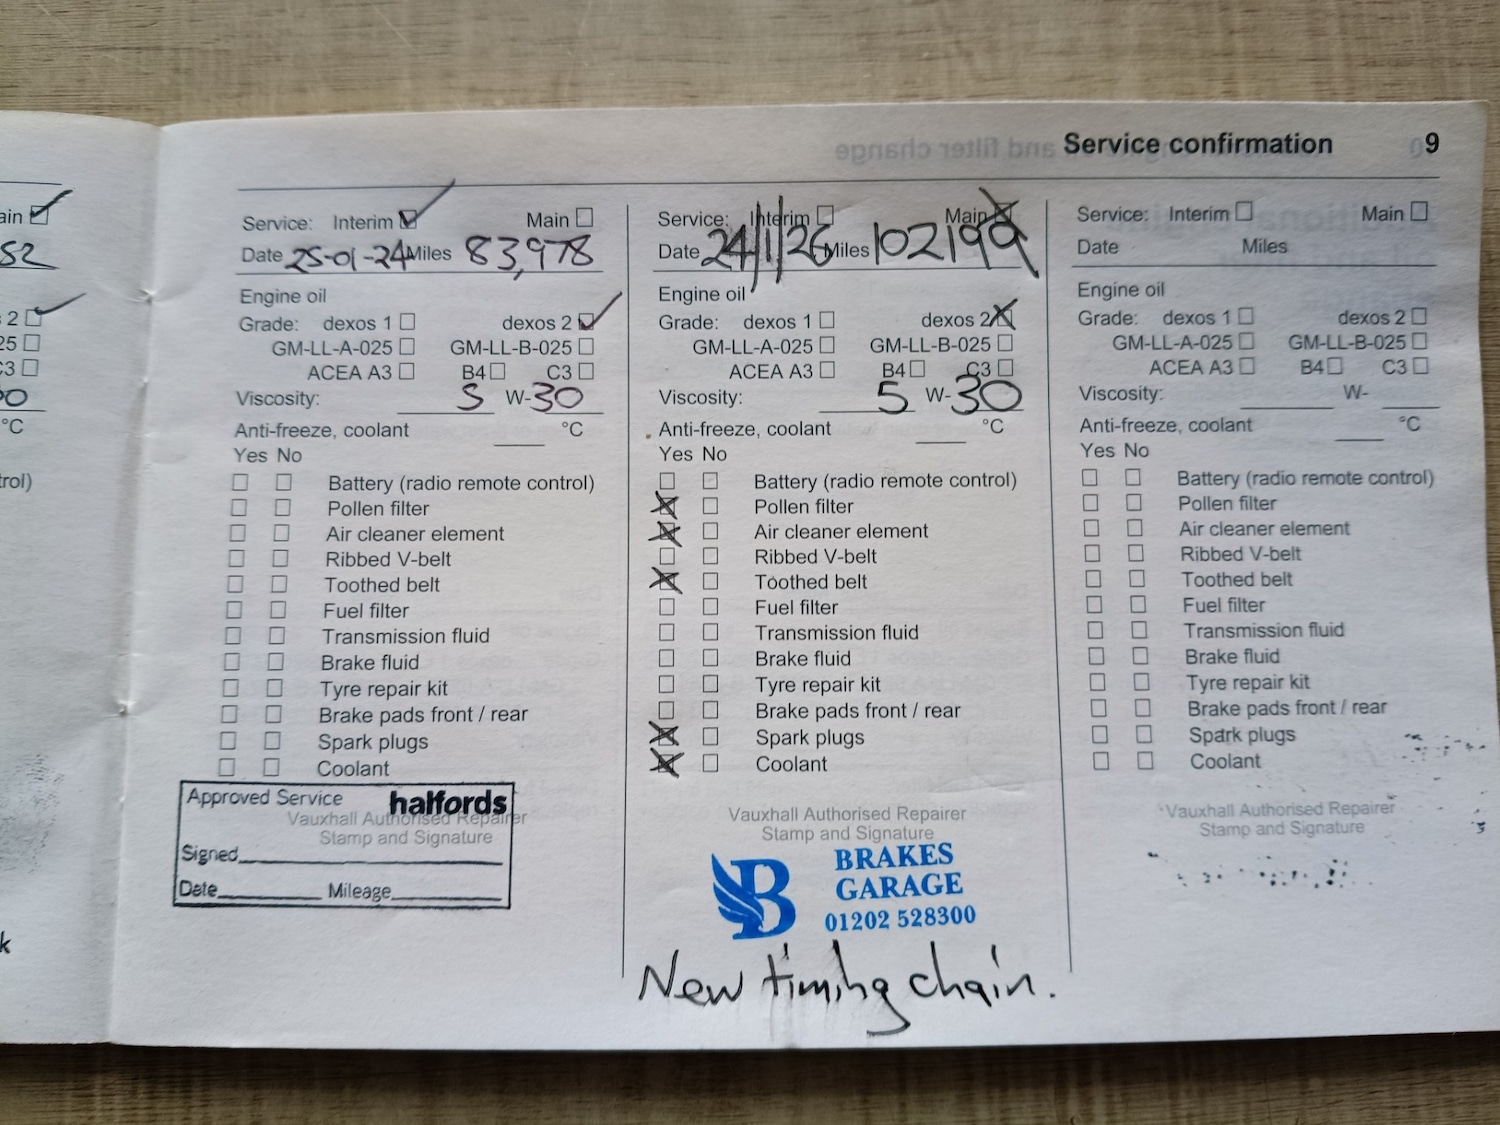 Service confirmation 9
ain
52
2
25
C3
30
°C
trol)
k
Service: Interim Main
Date 25-01-24 Miles 83,978
Engine oil
Grade: dexos 1 dexos 2
GM-LL-A-025 GM-LL-B-025
ACEA A3 B4 C3
Viscosity: 5 W-30
Anti-freeze, coolant °C
Yes No
Battery (radio remote control)
Pollen filter
Air cleaner element
Ribbed V-belt
Toothed belt
Fuel filter
Transmission fluid
Brake fluid
Tyre repair kit
Brake pads front / rear
Spark plugs
Coolant
Approved Service halfords
Vauxhall Authorised Repairer
Stamp and Signature
Signed
Date Mileage
Service: Interim Main
Date 24/1/26 Miles 102199
Engine oil
Grade: dexos 1 dexos 2
GM-LL-A-025 GM-LL-B-025
ACEA A3 B4 C3
Viscosity: 5 W-30
Anti-freeze, coolant °C
Yes No
Battery (radio remote control)
Pollen filter
Air cleaner element
Ribbed V-belt
Toothed belt
Fuel filter
Transmission fluid
Brake fluid
Tyre repair kit
Brake pads front / rear
Spark plugs
Coolant
Vauxhall Authorised Repairer
Stamp and Signature
B BRAKES
GARAGE
01202 528300
New timing chain.
Service: Interim Main
Date Miles
Engine oil
Grade: dexos 1 dexos 2
GM-LL-A-025 GM-LL-B-025
ACEA A3 B4 C3
Viscosity: W-
Anti-freeze, coolant °C
Yes No
Battery (radio remote control)
Pollen filter
Air cleaner element
Ribbed V-belt
Toothed belt
Fuel filter
Transmission fluid
Brake fluid
Tyre repair kit
Brake pads front / rear
Spark plugs
Coolant
Vauxhall Authorised Repairer
Stamp and Signature